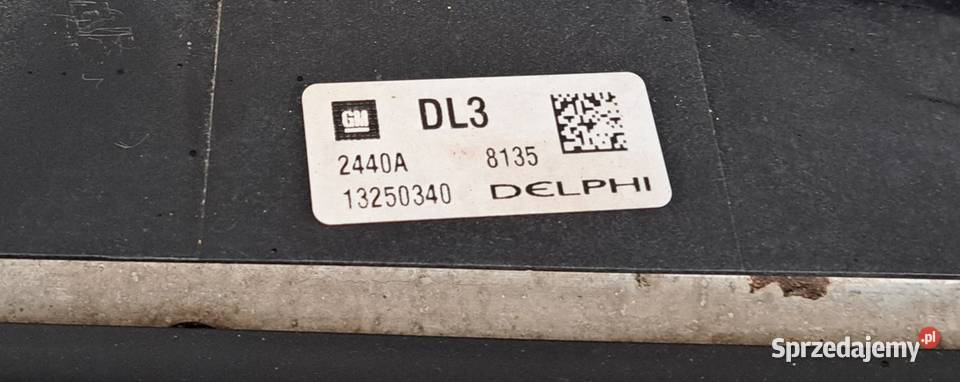 GM DL3
2440A 8135
13250340 DELPHI
Sprzedajemy.pl